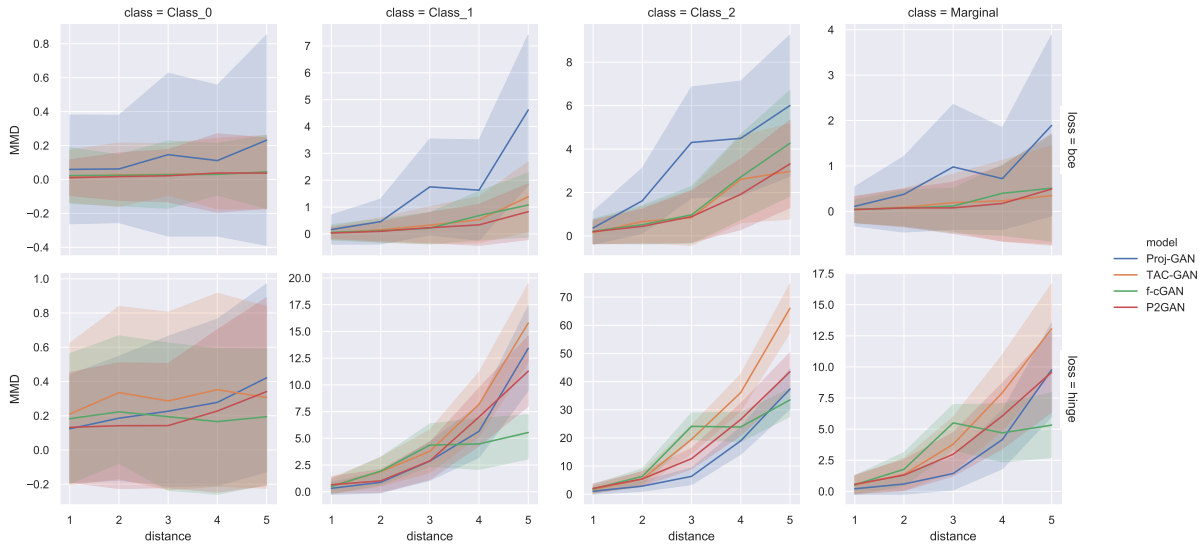 class = Class_0
class = Class_1
class = Class_2
class = Marginal
0.8
0.6
0.4
0.2
0.0
−0.2
−0.4
MMD
7
6
5
4
3
2
1
0
8
6
4
2
0
4
3
2
1
0
loss = bce
1.0
0.8
0.6
0.4
0.2
0.0
−0.2
MMD
1 2 3 4 5
distance
20.0
17.5
15.0
12.5
10.0
7.5
5.0
2.5
0.0
1 2 3 4 5
distance
70
60
50
40
30
20
10
0
1 2 3 4 5
distance
17.5
15.0
12.5
10.0
7.5
5.0
2.5
0.0
1 2 3 4 5
distance
loss = hinge
model
Proj-GAN
TAC-GAN
f-cGAN
P2GAN